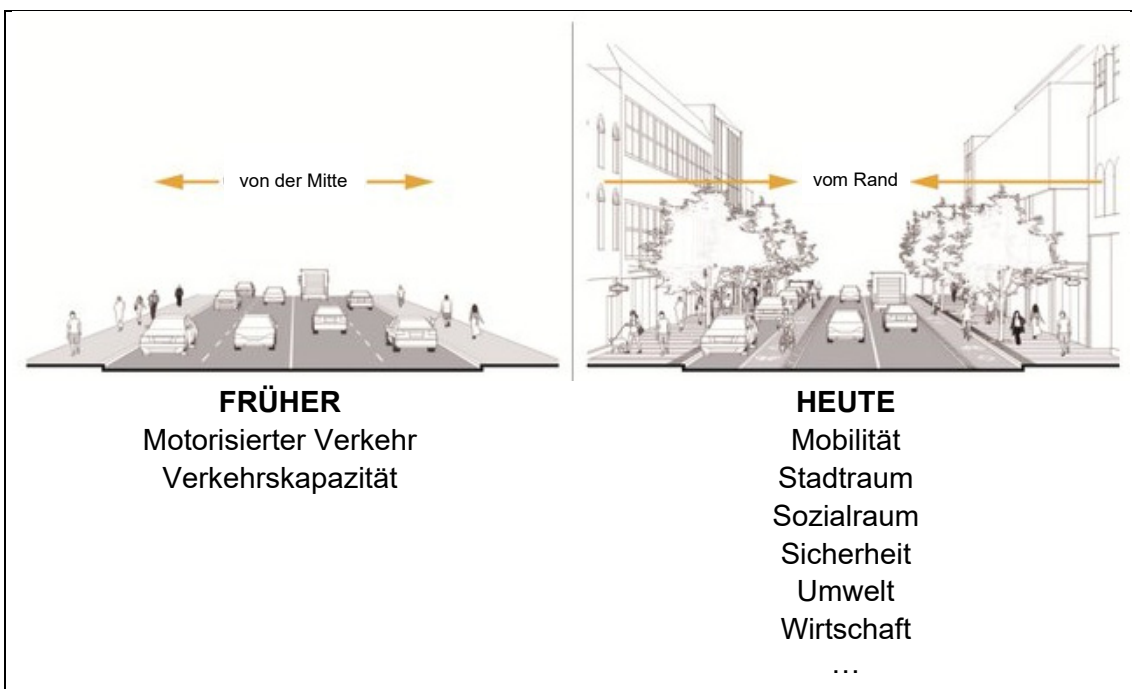 von der Mitte
vom Rand
FRÜHER
Motorisierter Verkehr
Verkehrskapazität
HEUTE
Mobilität
Stadtraum
Sozialraum
Sicherheit
Umwelt
Wirtschaft
…